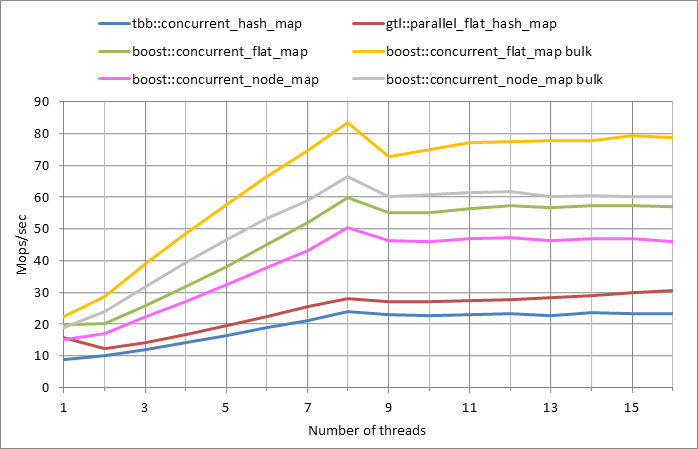 tbb::concurrent_hash_map gtl::parallel_flat_hash_map
boost::concurrent_flat_map boost::concurrent_flat_map bulk
boost::concurrent_node_map boost::concurrent_node_map bulk
90
80
70
60
50
40
30
20
10
0
Mops/sec
1 3 5 7 9 11 13 15
Number of threads